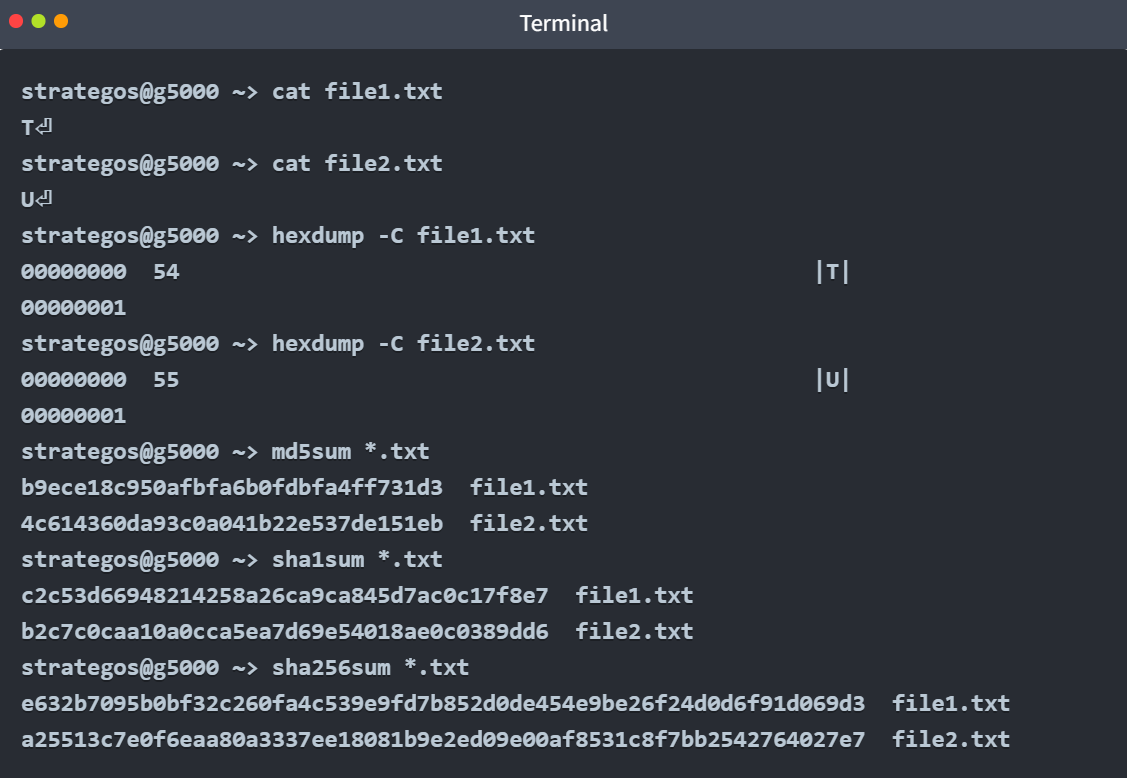 Terminal
strategos@g5000 ~> cat file1.txt
T⏎
strategos@g5000 ~> cat file2.txt
U⏎
strategos@g5000 ~> hexdump -C file1.txt
00000000  54                                                |T|
00000001
strategos@g5000 ~> hexdump -C file2.txt
00000000  55                                                |U|
00000001
strategos@g5000 ~> md5sum *.txt
b9ece18c950afbfa6b0fdbfa4ff731d3  file1.txt
4c614360da93c0a041b22e537de151eb  file2.txt
strategos@g5000 ~> sha1sum *.txt
c2c53d66948214258a26ca9ca845d7ac0c17f8e7  file1.txt
b2c7c0caa10a0cca5ea7d69e54018ae0c0389dd6  file2.txt
strategos@g5000 ~> sha256sum *.txt
e632b7095b0bf32c260fa4c539e9fd7b852d0de454e9be26f24d0d6f91d069d3  file1.txt
a25513c7e0f6eaa80a3337ee18081b9e2ed09e00af8531c8f7bb2542764027e7  file2.txt